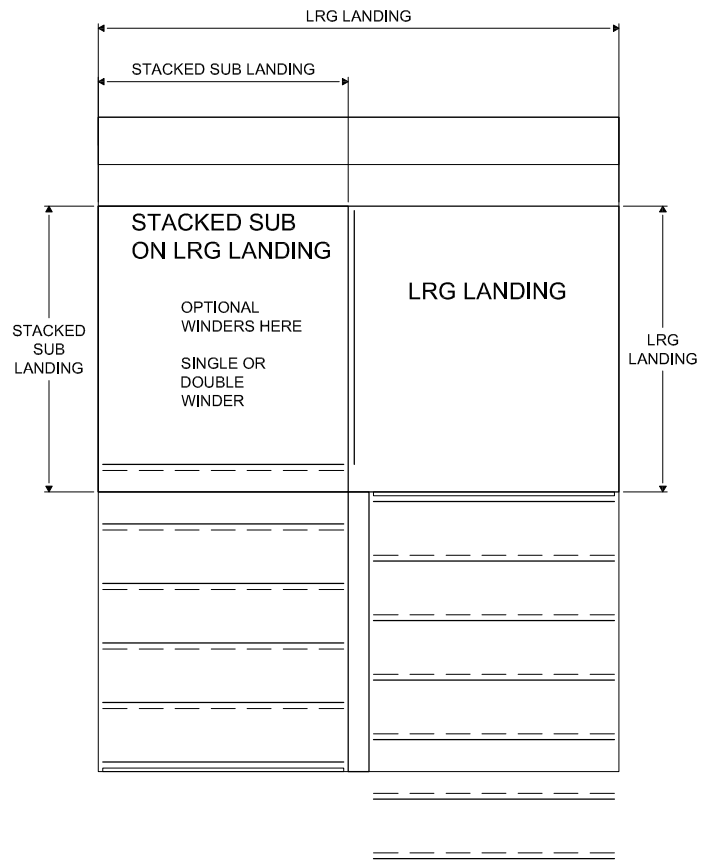 LRG LANDING
STACKED SUB LANDING
STACKED SUB
ON LRG LANDING
OPTIONAL
WINDERS HERE
SINGLE OR
DOUBLE
WINDER
LRG LANDING
STACKED
SUB
LANDING
LRG
LANDING